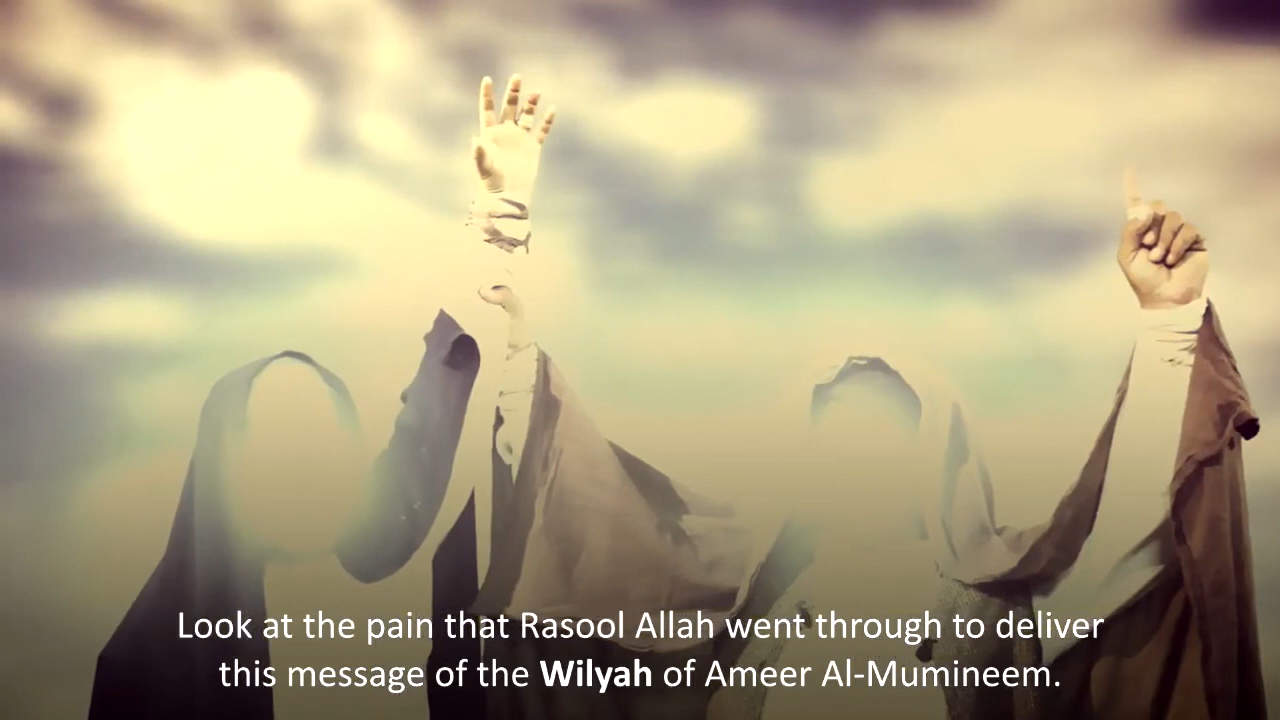 Look at the pain that Rasool Allah went through to deliver
this message of the Wilyah of Ameer Al-Mumineem.